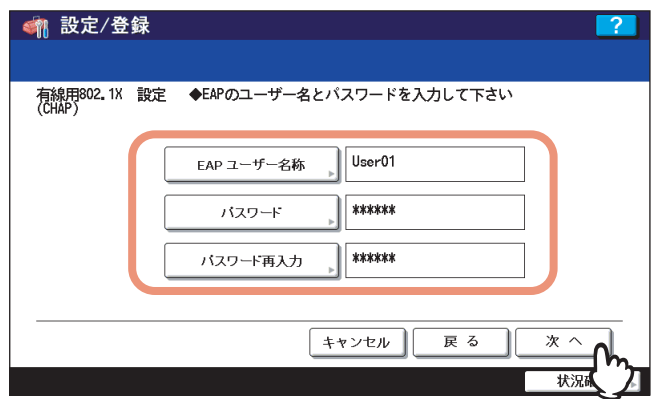 設定/登録 ?
有線用802.1X 設定 ◆EAPのユーザー名とパスワードを入力して下さい
(CHAP)
EAP ユーザー名称 User01
パスワード ******
パスワード再入力 ******
キャンセル 戻 る 次 へ
状況